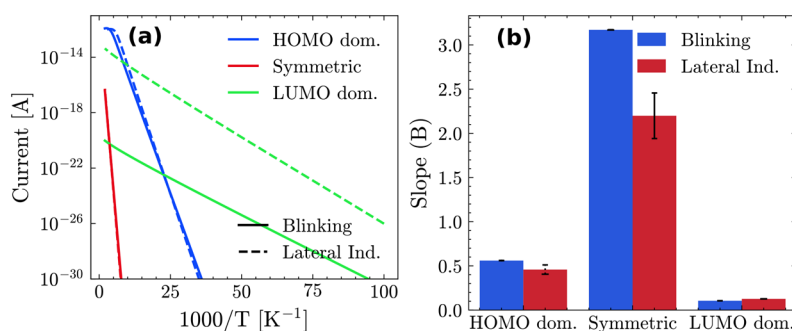 (a)
HOMO dom.
Symmetric
LUMO dom.
Blinking
Lateral Ind.
Current [A]
10⁻¹⁴
10⁻¹⁸
10⁻²²
10⁻²⁶
10⁻³⁰
0 25 50 75 100
1000/T [K⁻¹]
(b)
Blinking
Lateral Ind.
Slope (B)
3.0
2.5
2.0
1.5
1.0
0.5
0.0
HOMO dom. Symmetric LUMO dom.